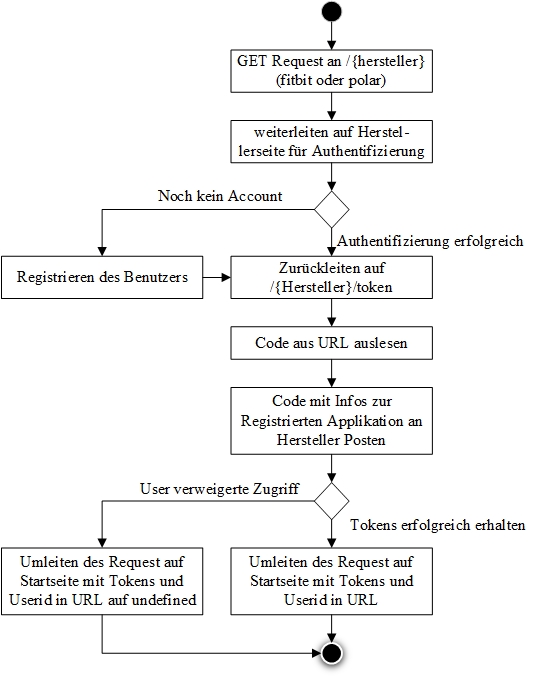 GET Request an /{hersteller}
(fitbit oder polar)
weiterleiten auf Herstel-
lerseite für Authentifizierung
Noch kein Account
Authentifizierung erfolgreich
Registrieren des Benutzers
Zurückleiten auf
/{Hersteller}/token
Code aus URL auslesen
Code mit Infos zur
Registrierten Applikation an
Hersteller Posten
User verweigerte Zugriff
Tokens erfolgreich erhalten
Umleiten des Request auf
Startseite mit Tokens und
Userid in URL auf undefined
Umleiten des Request auf
Startseite mit Tokens und
Userid in URL